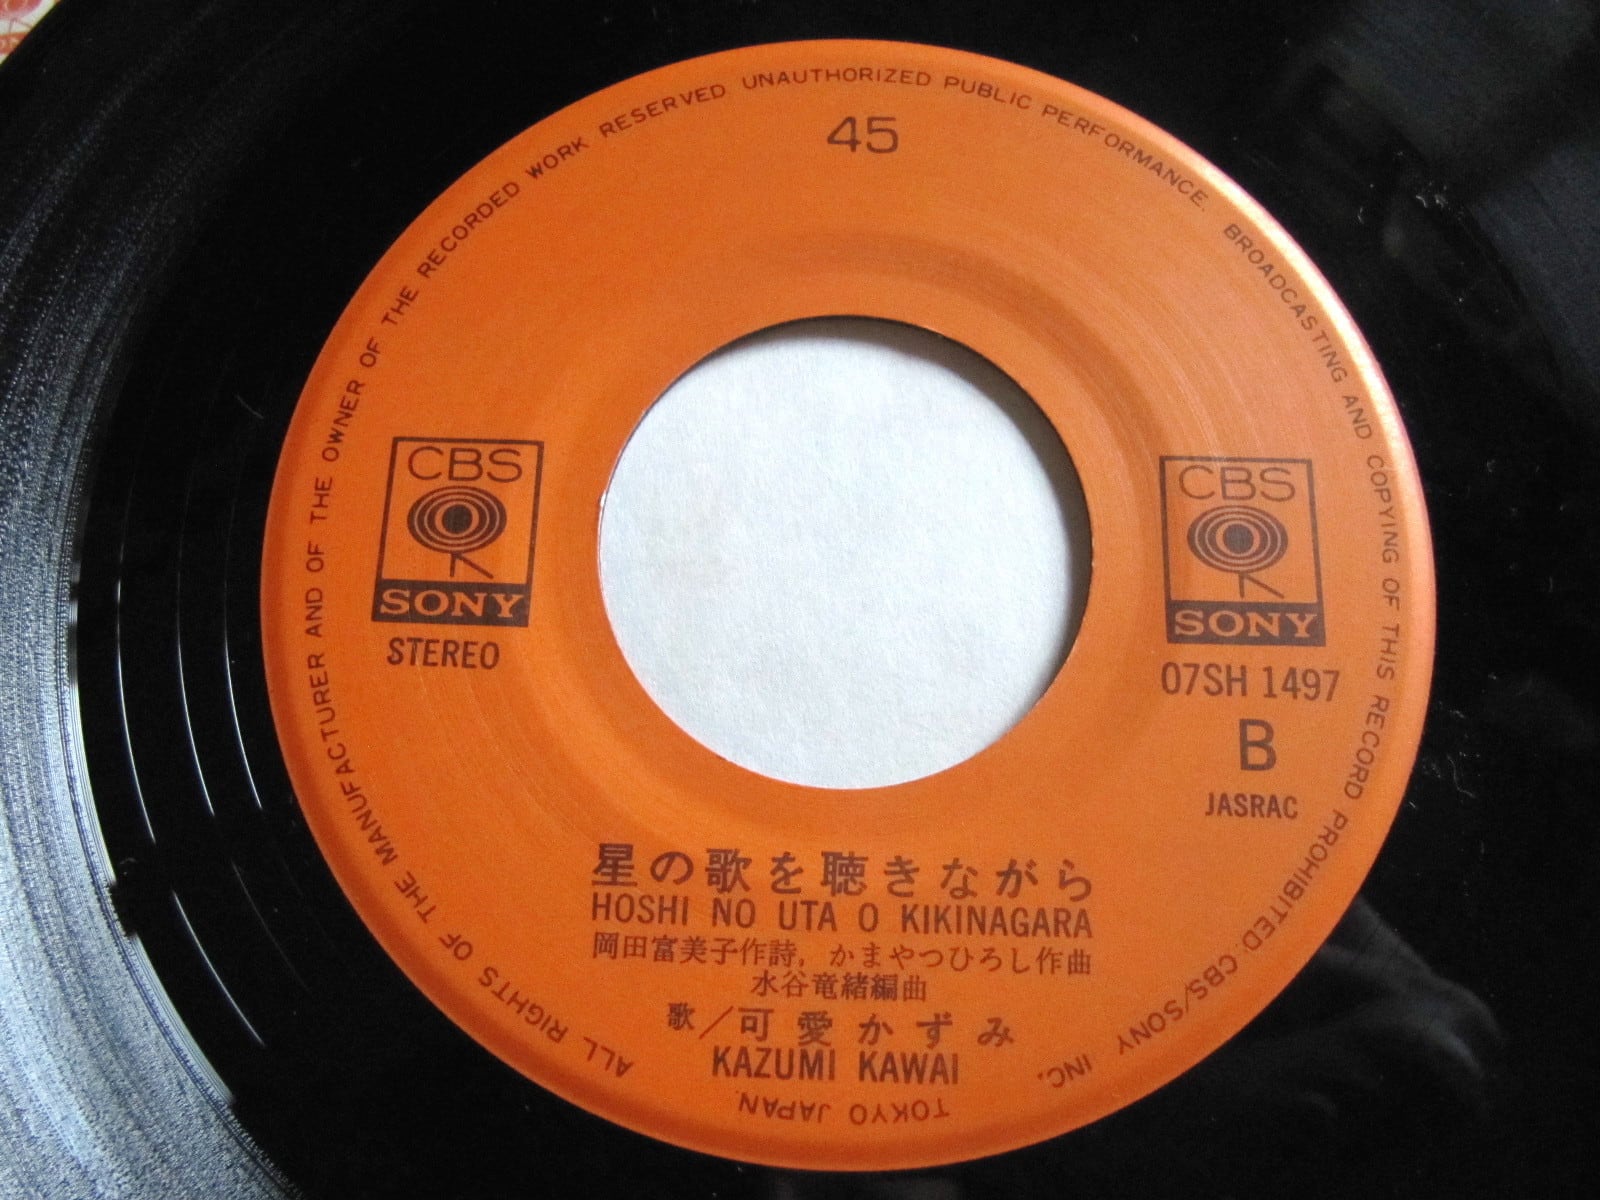 ALL RIGHTS OF THE MANUFACTURER AND OF THE OWNER OF THE RECORDED WORK RESERVED UNAUTHORIZED PUBLIC PERFORMANCE. BROADCASTING AND COPYING OF THIS RECORD PROHIBITED. CBS/SONY INC.
TOKYO JAPAN.
45
CBS
SONY
STEREO
CBS
SONY
07SH 1497
B
JASRAC
星の歌を聴きながら
HOSHI NO UTA O KIKINAGARA
岡田富美子作詩, かまやつひろし作曲
水谷竜緒編曲
歌/可愛かずみ
KAZUMI KAWAI